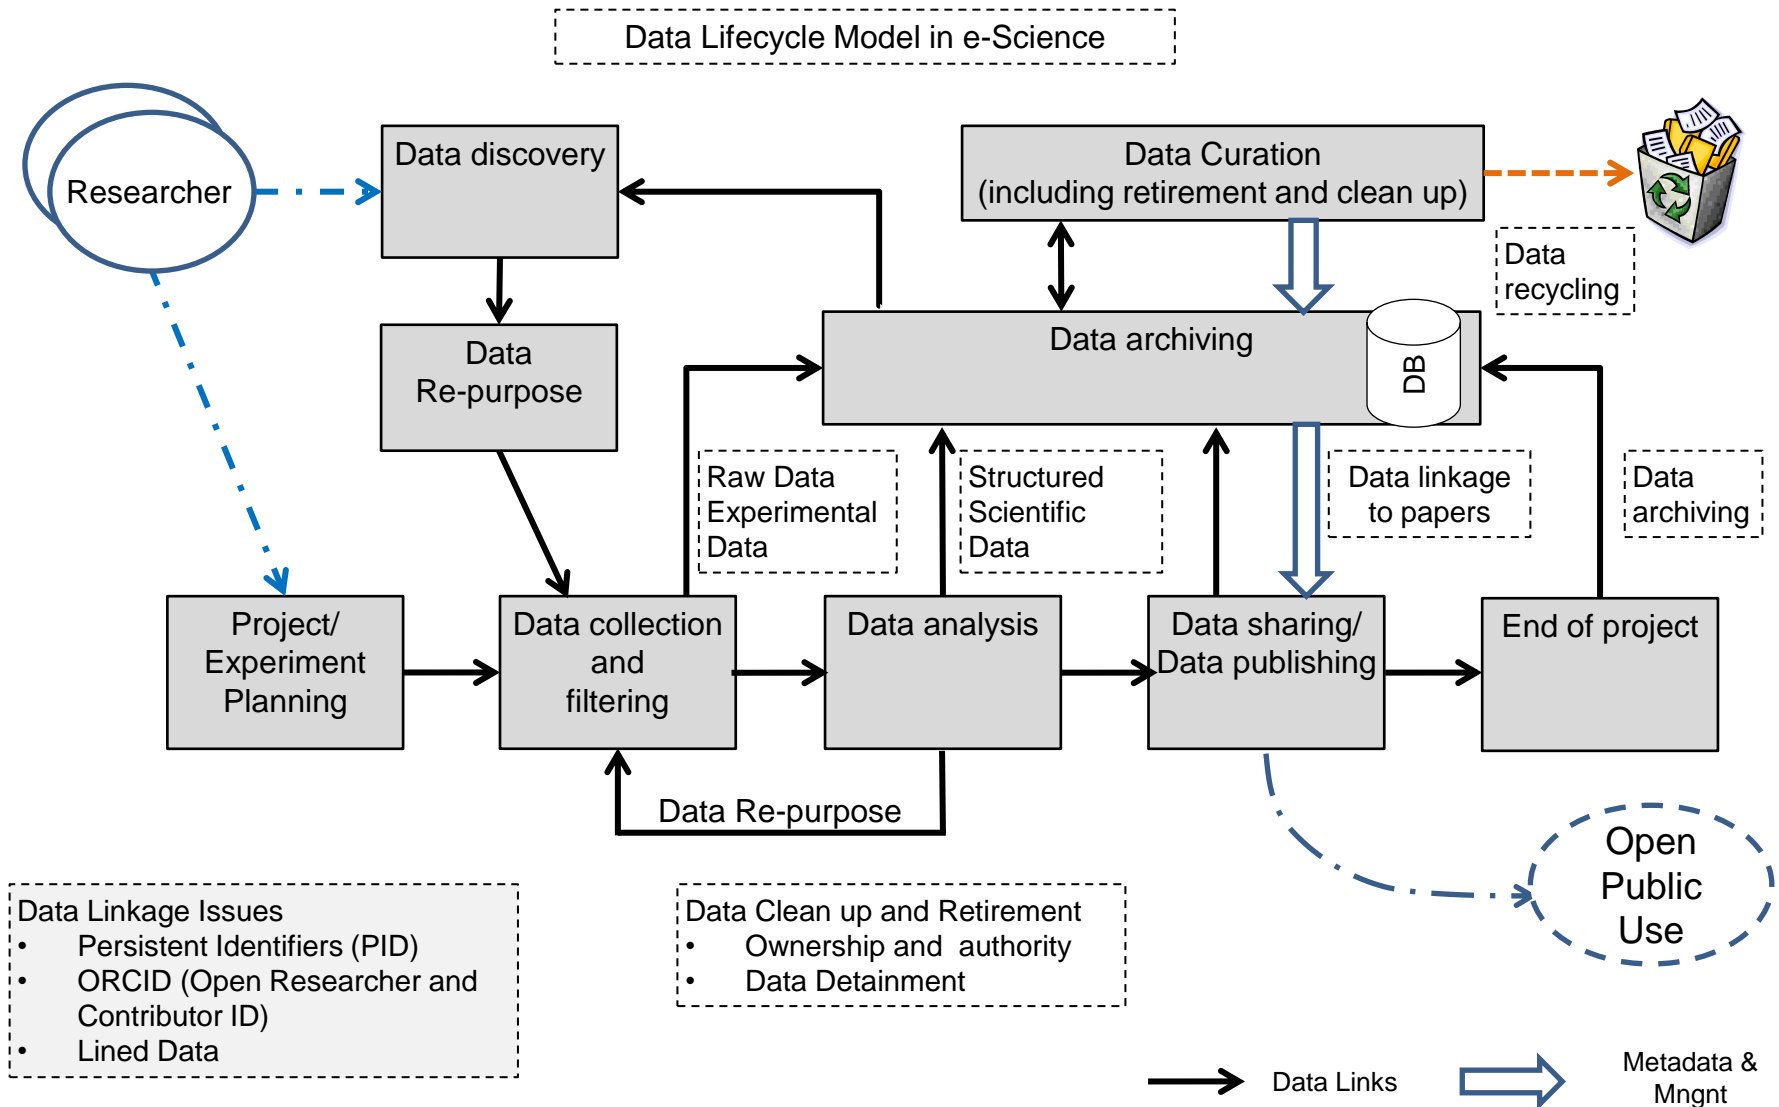 Data Lifecycle Model in e-Science
Researcher
Data discovery
Data Curation
(including retirement and clean up)
Data
recycling
Data
Re-purpose
Data archiving
DB
Raw Data
Experimental
Data
Structured
Scientific
Data
Data linkage
to papers
Data
archiving
Project/
Experiment
Planning
Data collection
and
filtering
Data analysis
Data sharing/
Data publishing
End of project
Data Re-purpose
Open
Public
Use
Data Linkage Issues
• Persistent Identifiers (PID)
• ORCID (Open Researcher and
Contributor ID)
• Lined Data
Data Clean up and Retirement
• Ownership and authority
• Data Detainment
Data Links
Metadata &
Mngnt